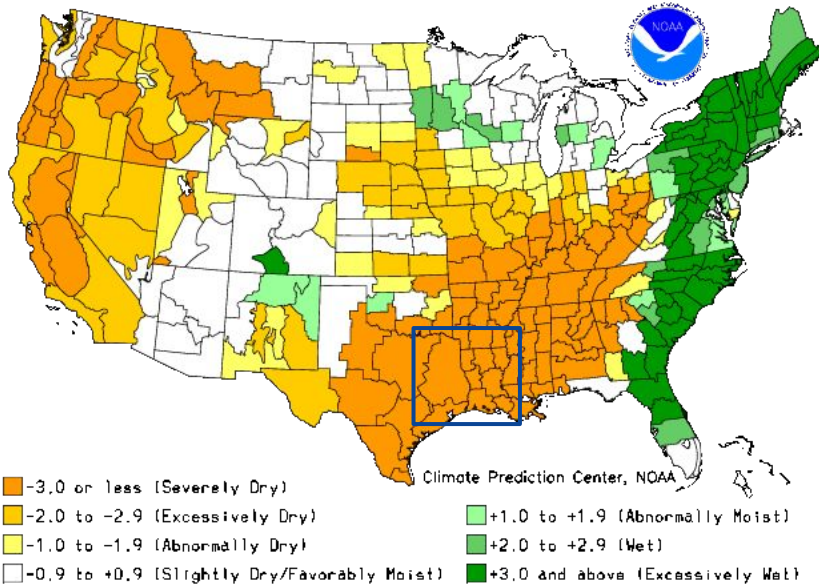 NOAA
Climate Prediction Center, NOAA
-3.0 or less (Severely Dry)
-2.0 to -2.9 (Excessively Dry)
-1.0 to -1.9 (Abnormally Dry)
-0.9 to +0.9 (Slightly Dry/Favorably Moist)
+1.0 to +1.9 (Abnormally Moist)
+2.0 to +2.9 (Wet)
+3.0 and above (Excessively Wet)